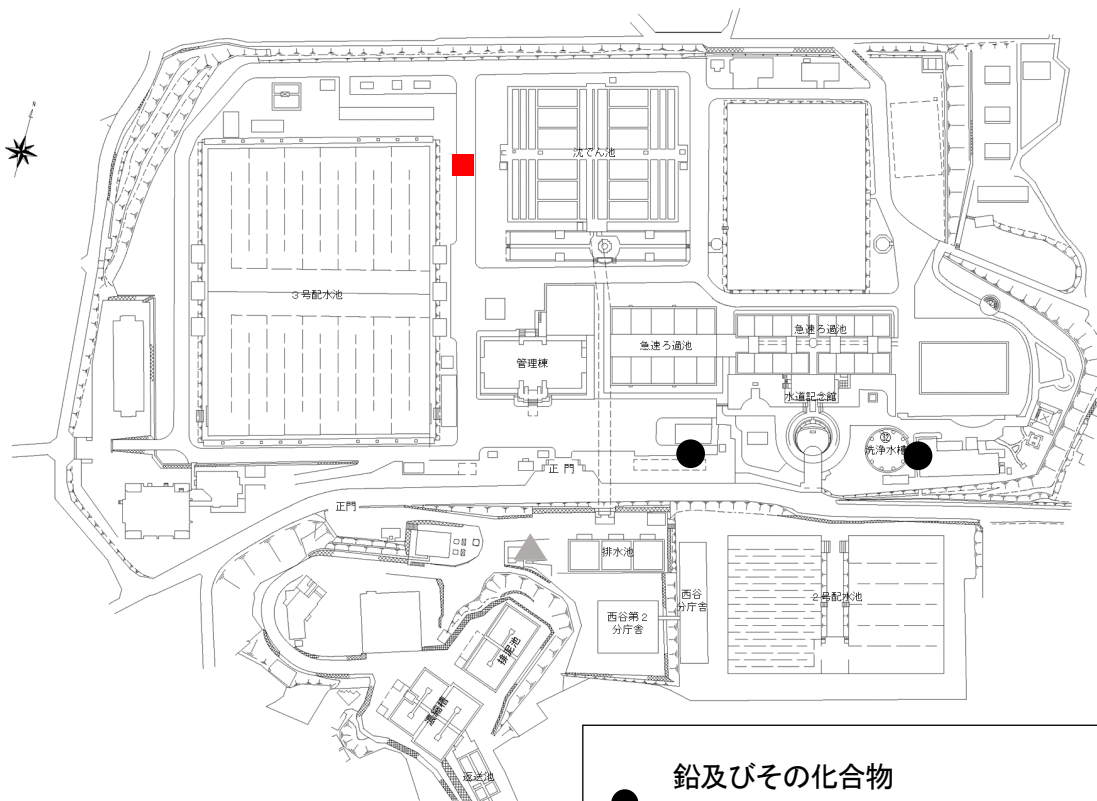 沈でん池
3号配水池
急速ろ過池
急速ろ過池
管理棟
水道記念館
洗浄水槽
正門
正門
排水池
西谷
分庁舎
2号配水池
西谷第2
分庁舎
排泥池
濃縮槽
返送池
鉛及びその化合物